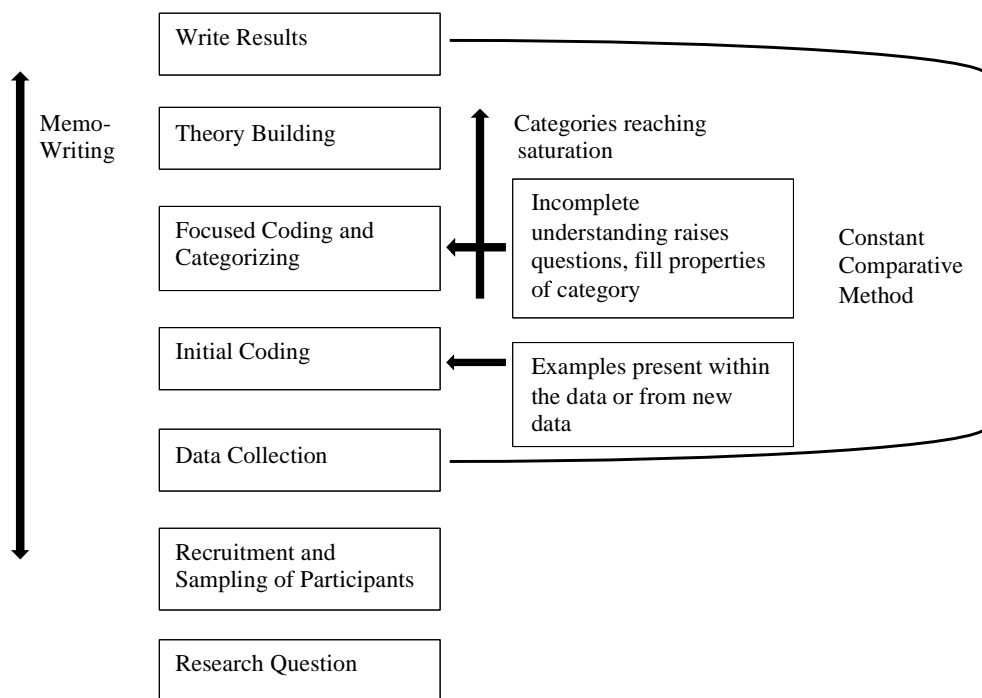 Write Results
Memo-
Writing
Theory Building
Categories reaching
saturation
Focused Coding and
Categorizing
Incomplete
understanding raises
questions, fill properties
of category
Constant
Comparative
Method
Initial Coding
Examples present within
the data or from new
data
Data Collection
Recruitment and
Sampling of Participants
Research Question